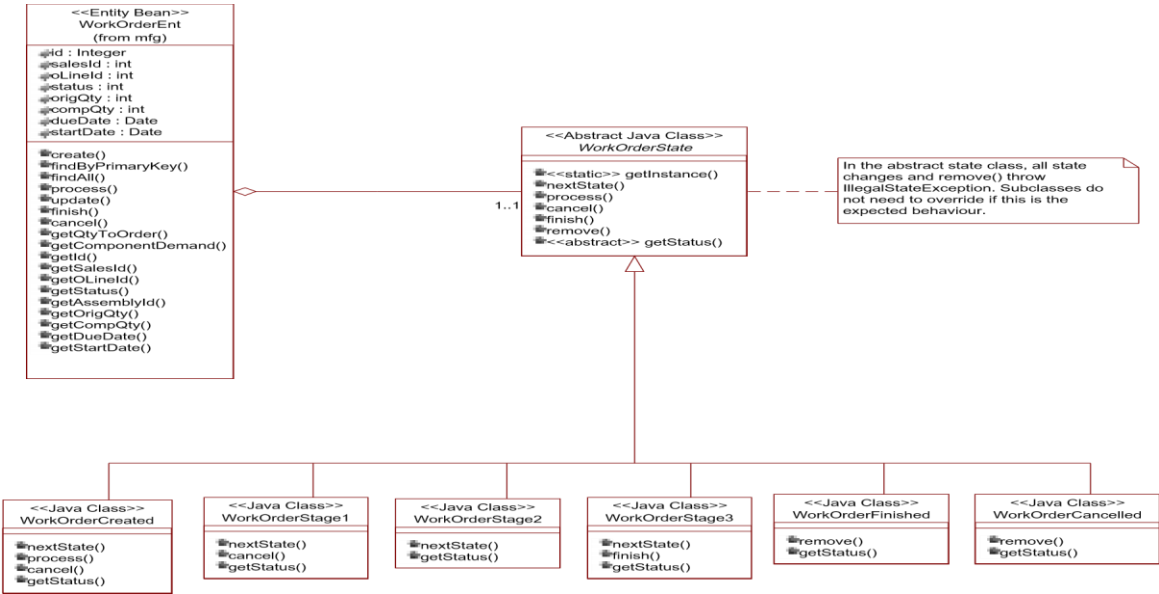 <<Entity Bean>>
WorkOrderEnt
(from mfg)
id : Integer
salesId : int
oLineId : int
status : int
origQty : int
compQty : int
dueDate : Date
startDate : Date
create()
findByPrimaryKey()
findAll()
process()
update()
finish()
cancel()
getQtyToOrder()
getComponentDemand()
getId()
getSalesId()
getOLineId()
getStatus()
getAssemblyId()
getOrigQty()
getCompQty()
getDueDate()
getStartDate()
1..1
<<Abstract Java Class>>
WorkOrderState
<<static>> getInstance()
nextState()
process()
cancel()
finish()
remove()
<<abstract>> getStatus()
In the abstract state class, all state
changes and remove() throw
IllegalStateException. Subclasses do
not need to override if this is the
expected behaviour.
<<Java Class>>
WorkOrderCreated
nextState()
process()
cancel()
getStatus()
<<Java Class>>
WorkOrderStage1
nextState()
cancel()
getStatus()
<<Java Class>>
WorkOrderStage2
nextState()
getStatus()
<<Java Class>>
WorkOrderStage3
nextState()
finish()
getStatus()
<<Java Class>>
WorkOrderFinished
remove()
getStatus()
<<Java Class>>
WorkOrderCancelled
remove()
getStatus()